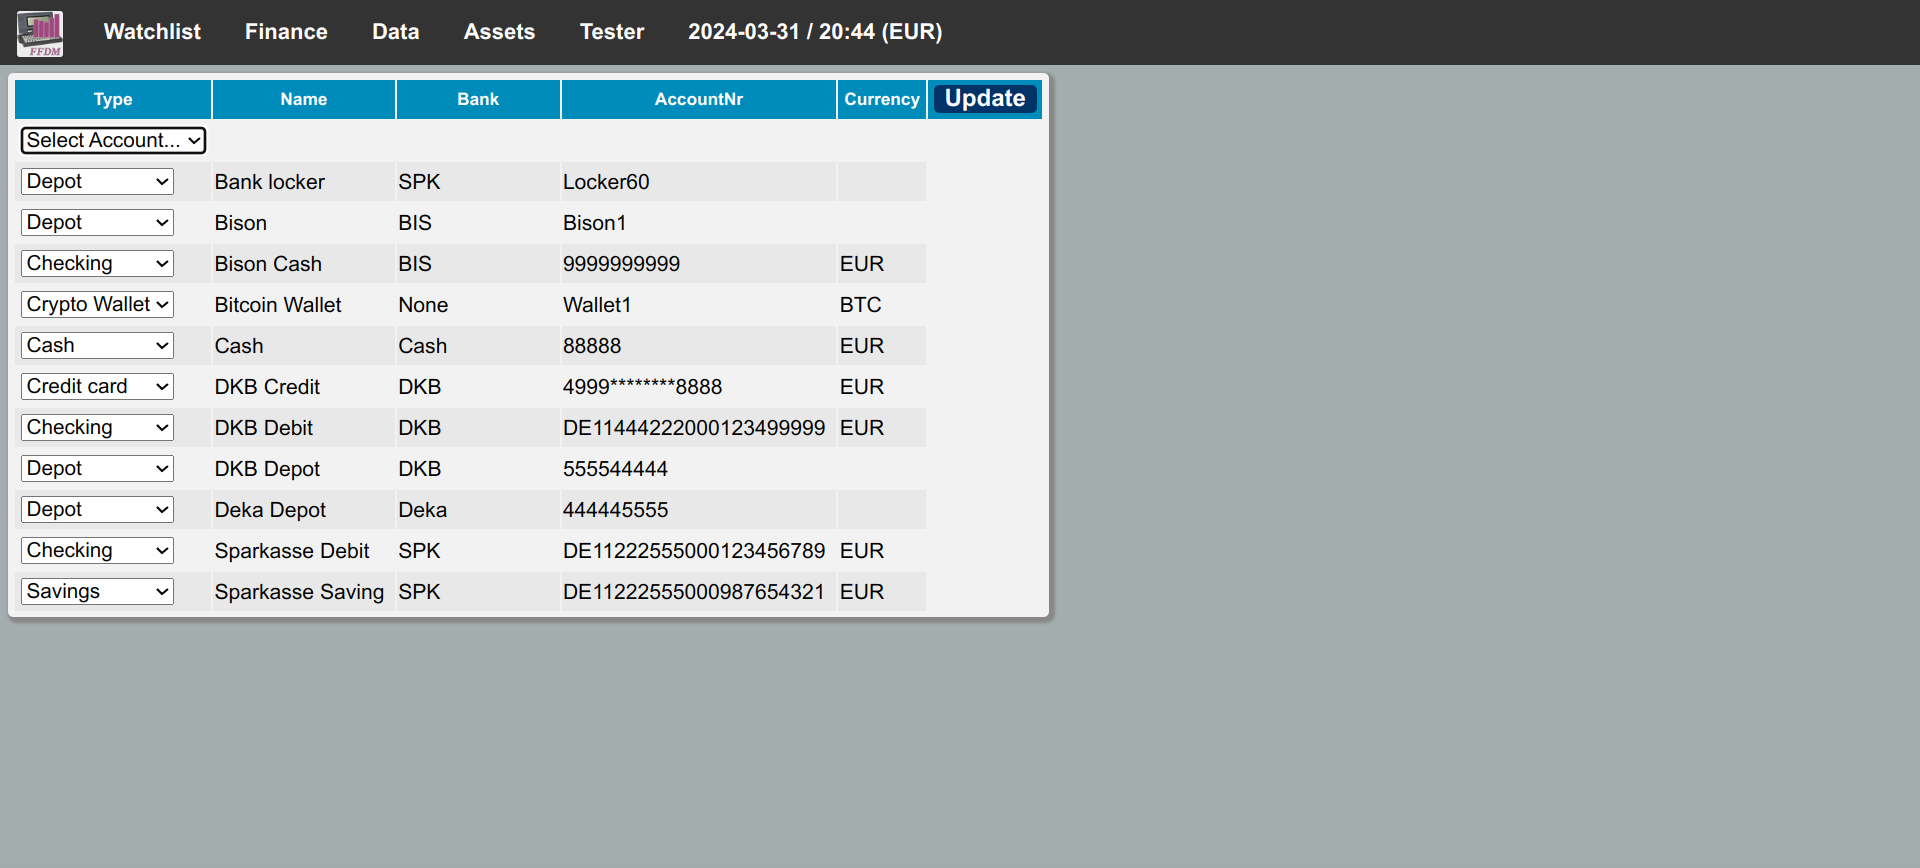 FFDM Watchlist Finance Data Assets Tester 2024-03-31 / 20:44 (EUR)
Type Name Bank AccountNr Currency Update
Select Account...
Depot Bank locker SPK Locker60
Depot Bison BIS Bison1
Checking Bison Cash BIS 9999999999 EUR
Crypto Wallet Bitcoin Wallet None Wallet1 BTC
Cash Cash Cash 88888 EUR
Credit card DKB Credit DKB 4999********8888 EUR
Checking DKB Debit DKB DE11444222000123499999 EUR
Depot DKB Depot DKB 555544444
Depot Deka Depot Deka 444445555
Checking Sparkasse Debit SPK DE11222555000123456789 EUR
Savings Sparkasse Saving SPK DE11222555000987654321 EUR